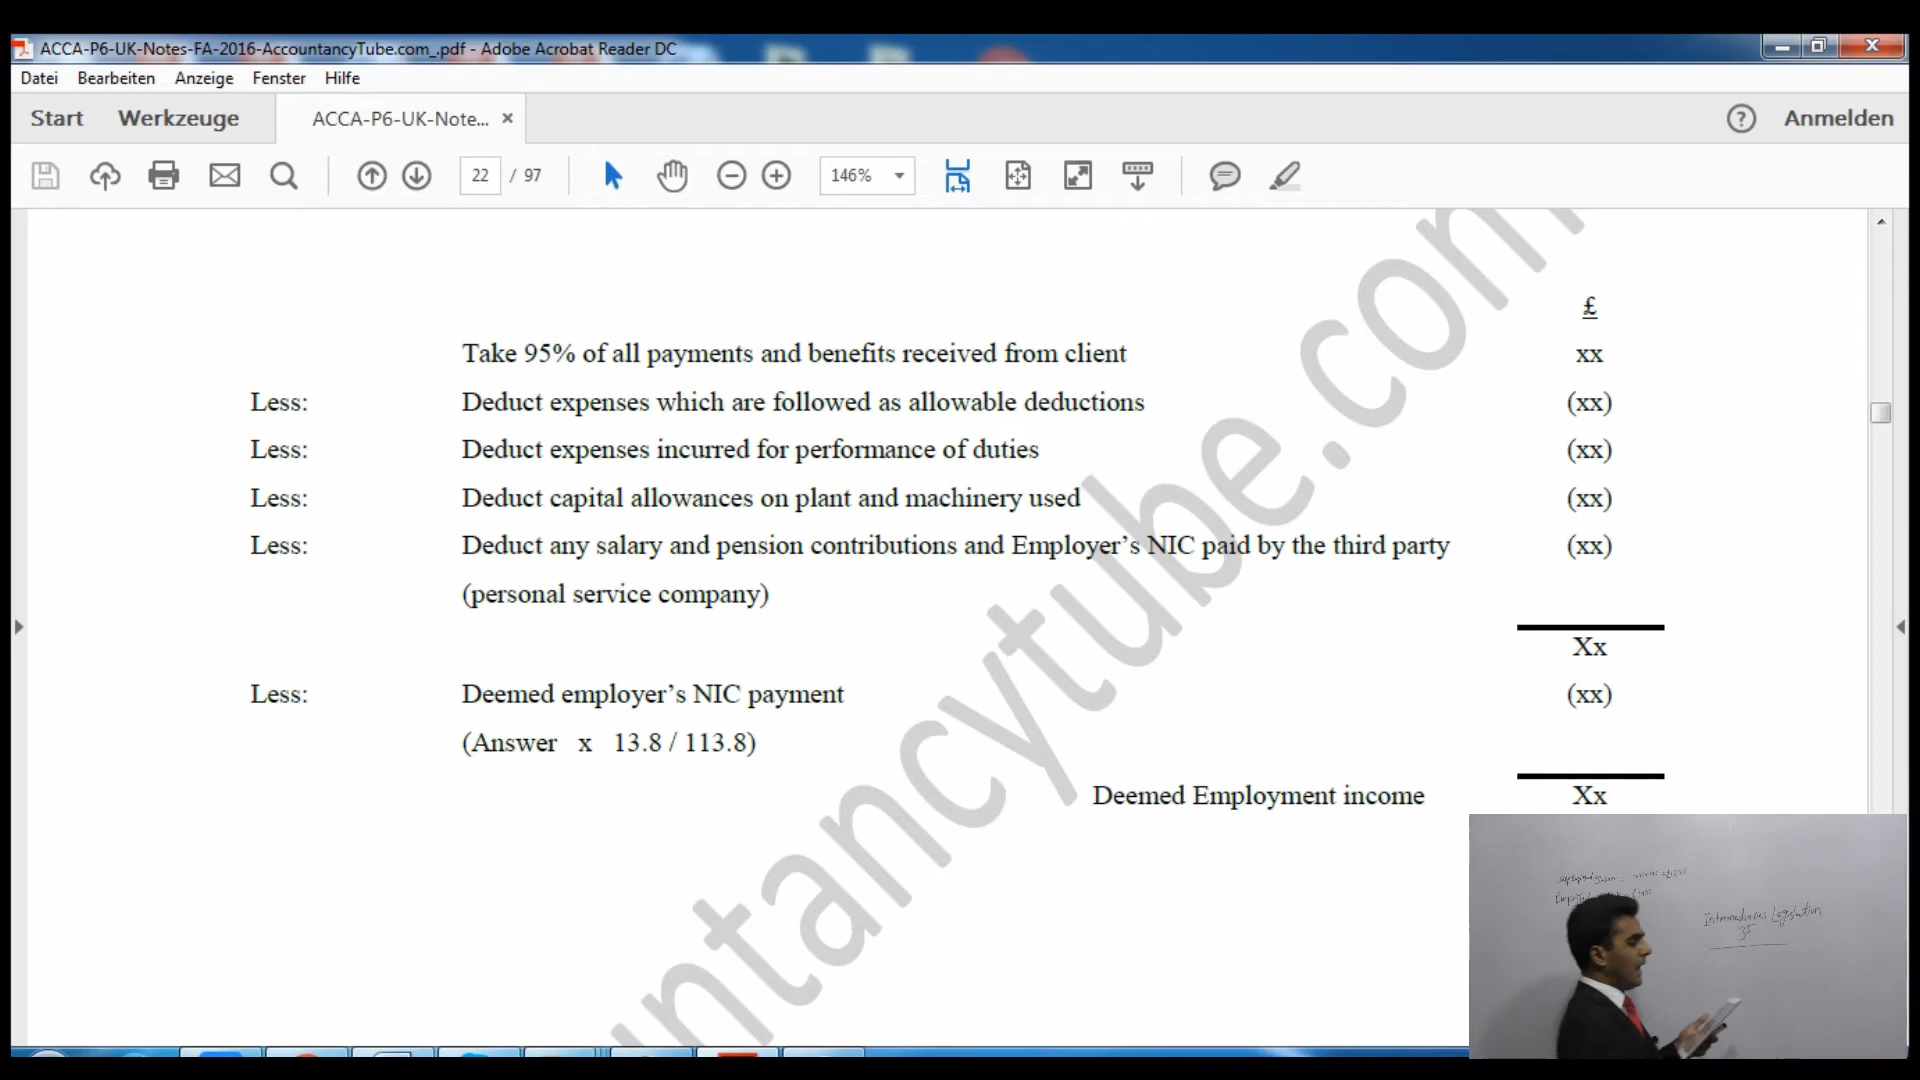 ACCA-P6-UK-Notes-FA-2016-AccountancyTube.com_.pdf - Adobe Acrobat Reader DC
Datei Bearbeiten Anzeige Fenster Hilfe
Start Werkzeuge ACCA-P6-UK-Note... × ? Anmelden
22 / 97 146%
£
Take 95% of all payments and benefits received from client xx
Less: Deduct expenses which are followed as allowable deductions (xx)
Less: Deduct expenses incurred for performance of duties (xx)
Less: Deduct capital allowances on plant and machinery used (xx)
Less: Deduct any salary and pension contributions and Employer's NIC paid by the third party (xx)
(personal service company)
Xx
Less: Deemed employer's NIC payment (xx)
(Answer x 13.8 / 113.8)
Deemed Employment income Xx
untancytube.com
Intermediaries Legislation
35